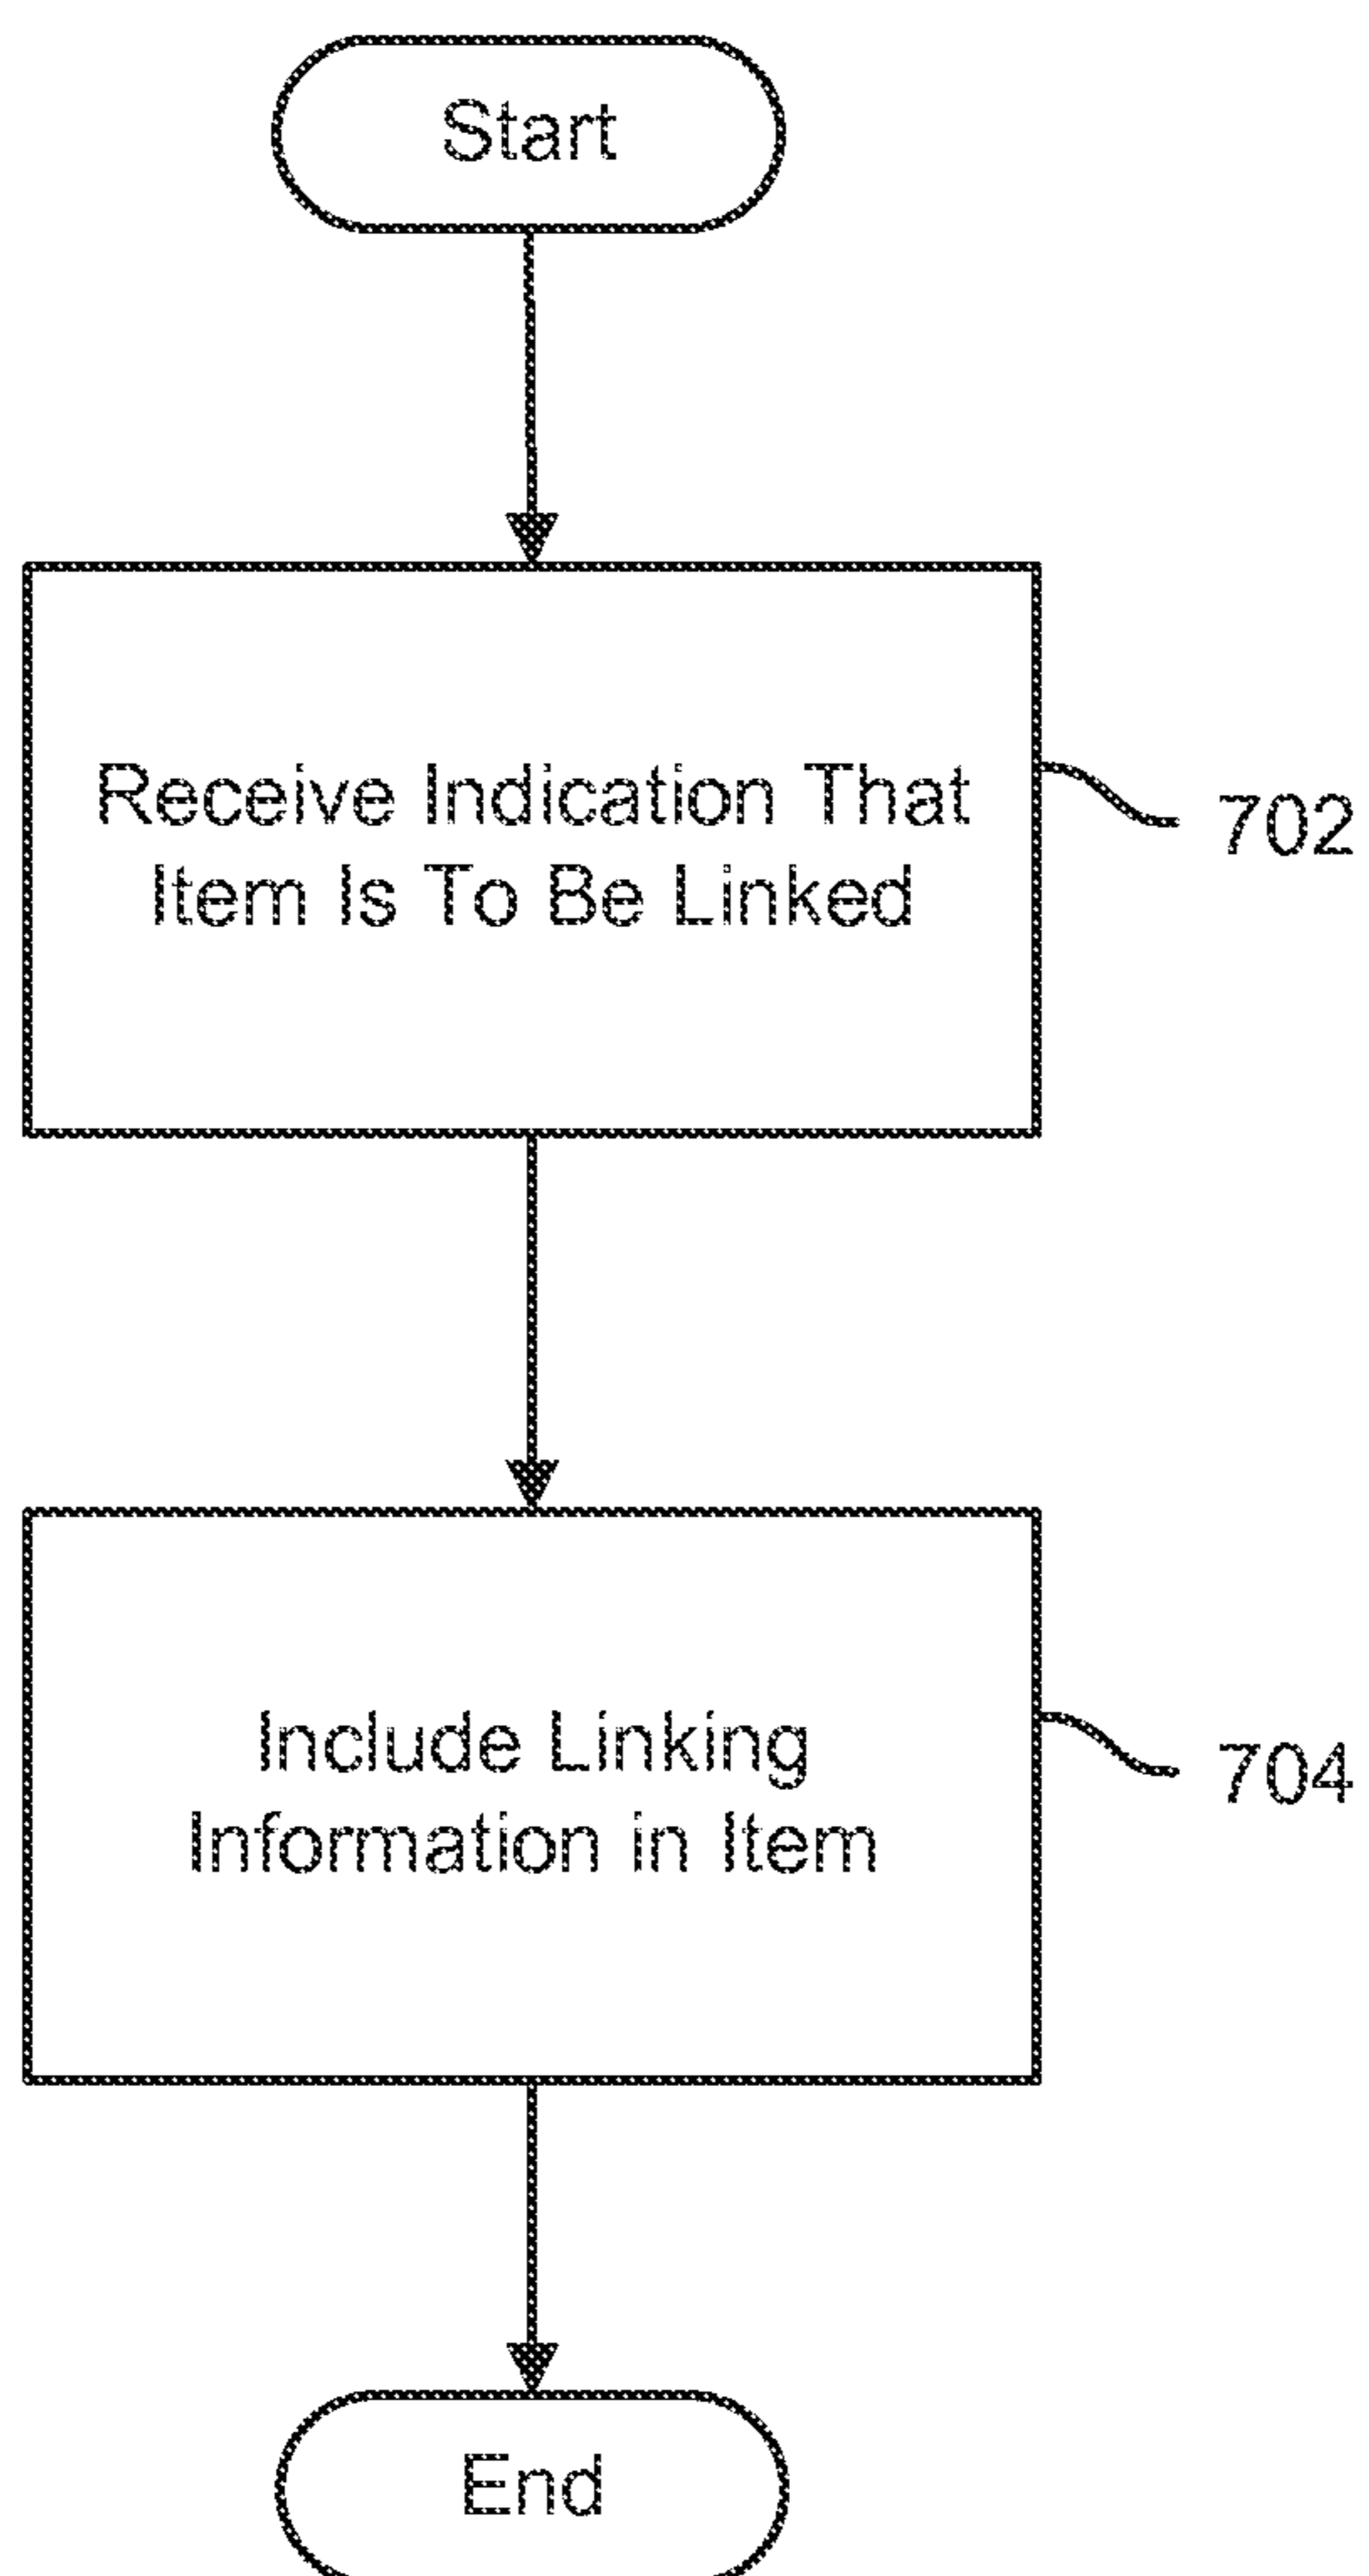 Start
Receive Indication That
Item Is To Be Linked
702
Include Linking
Information in Item
704
End